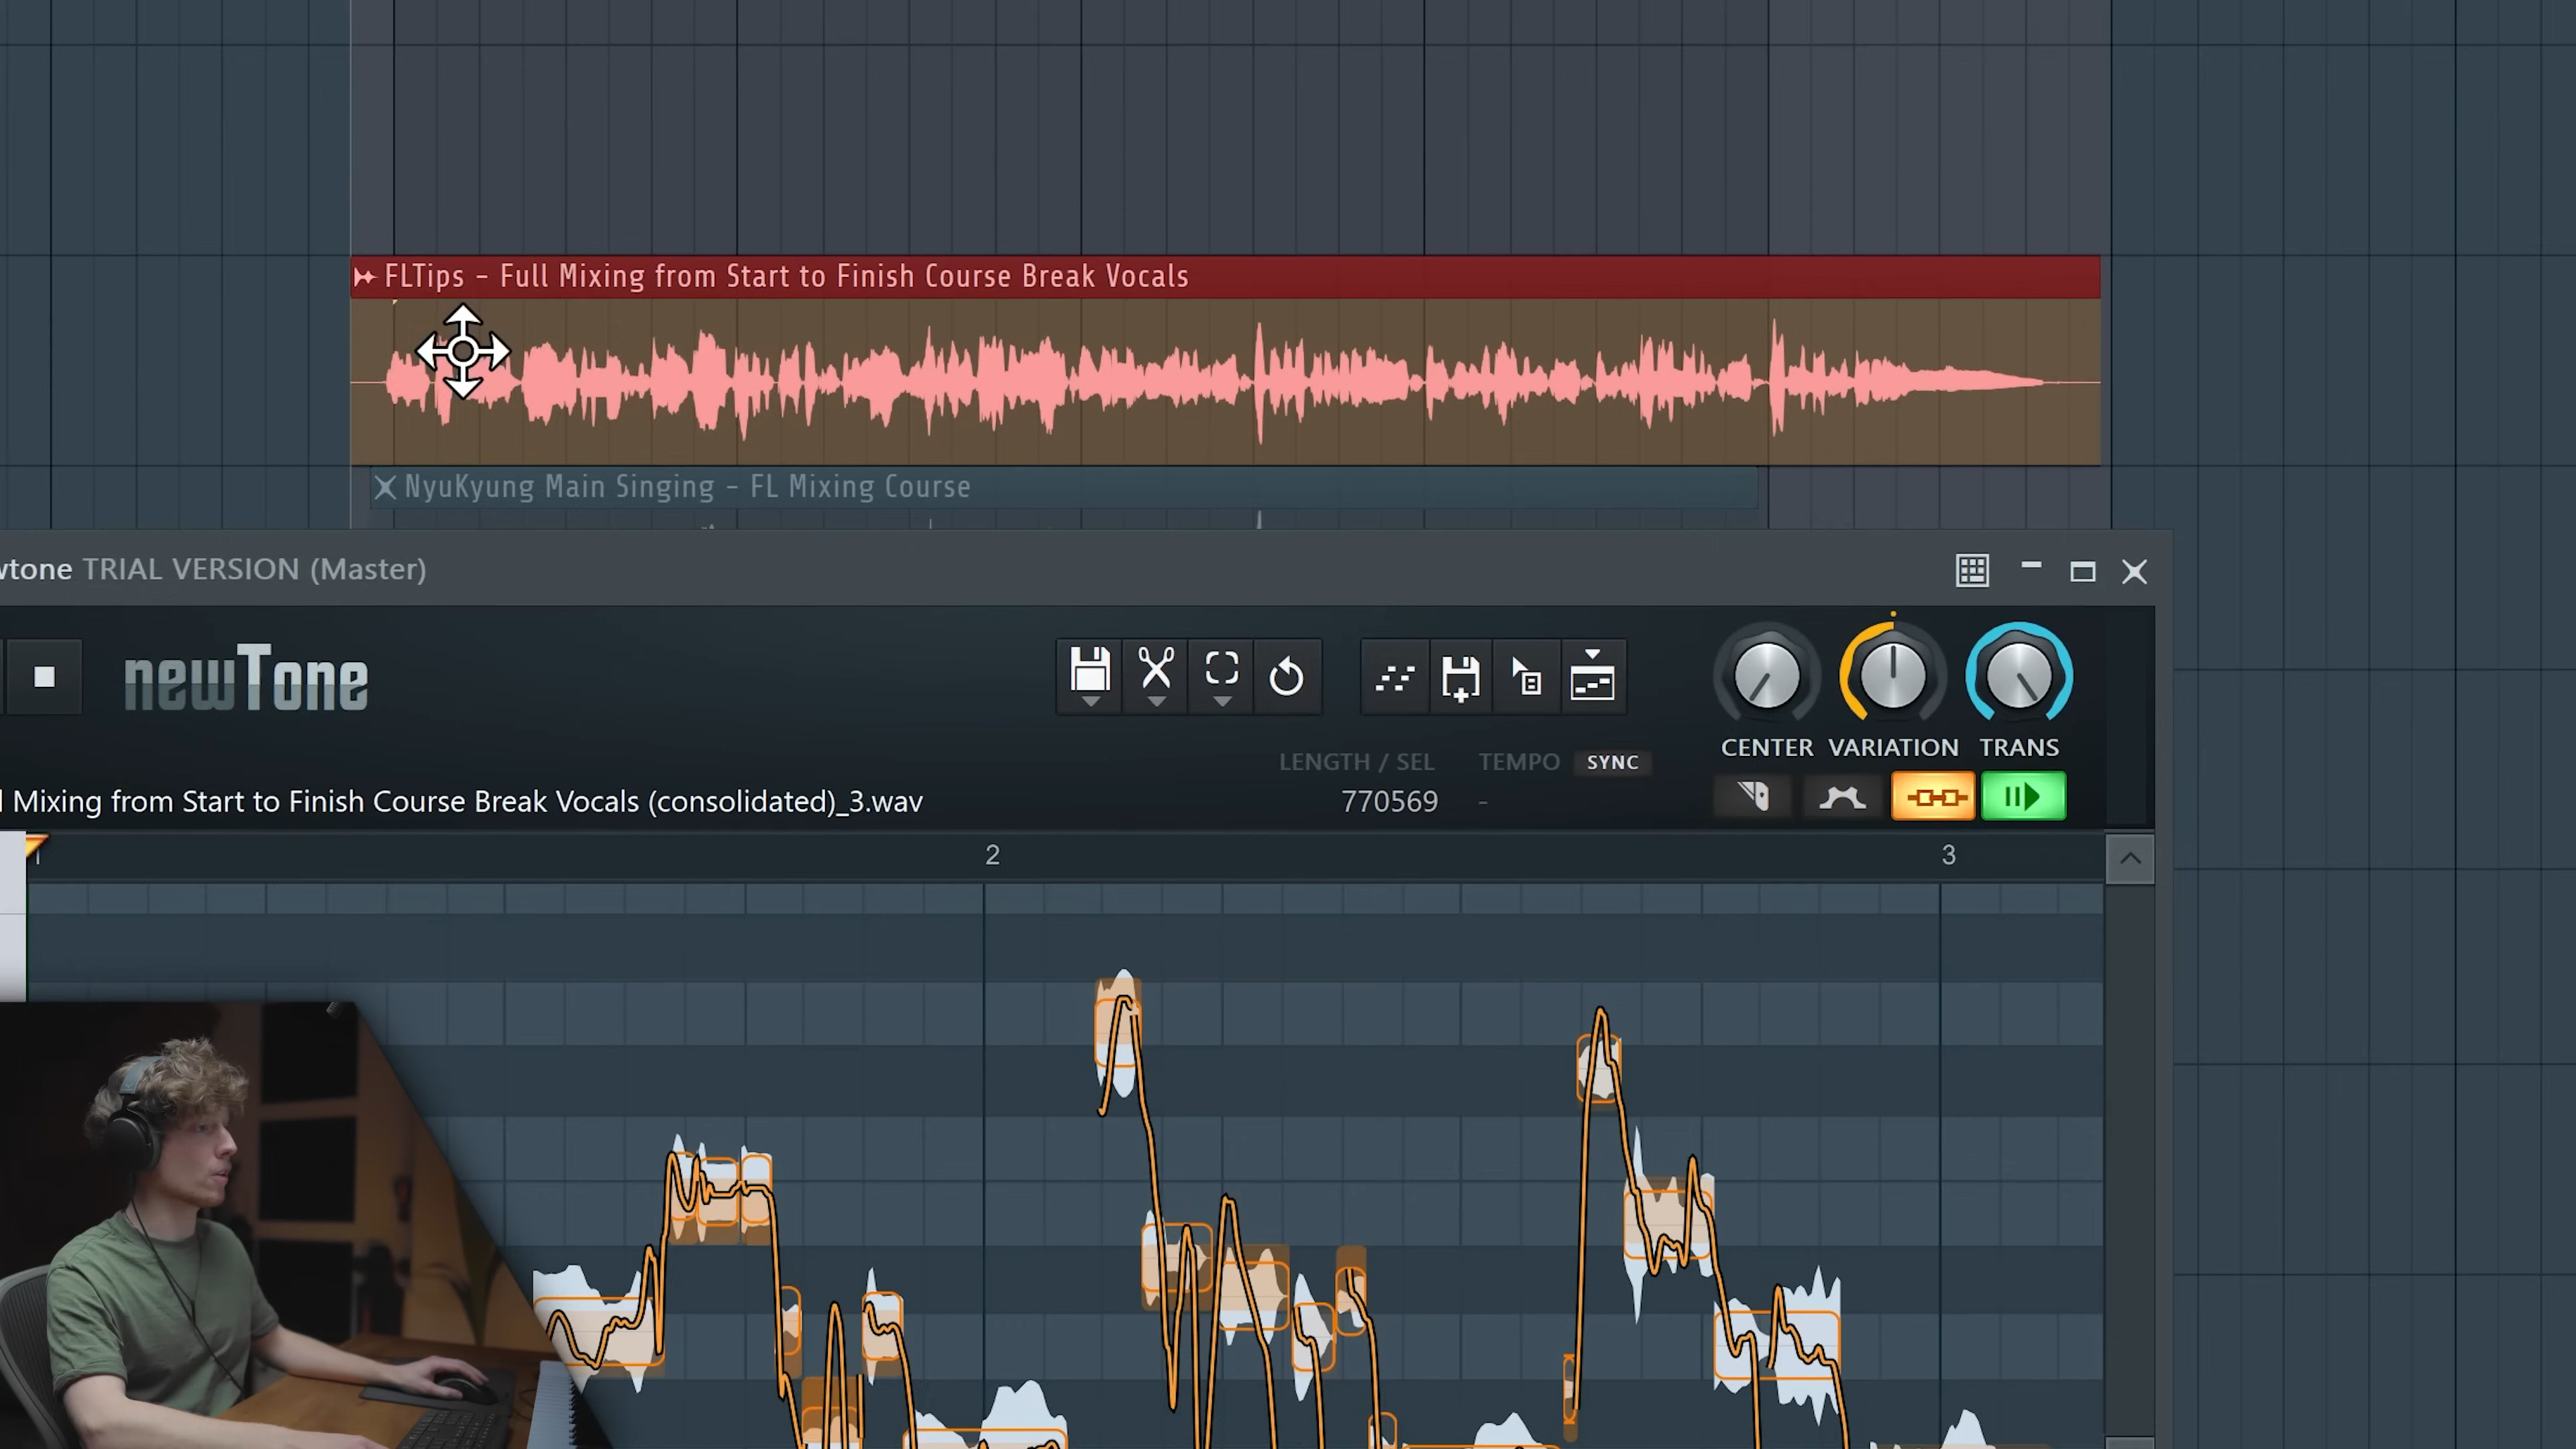 FLTips - Full Mixing from Start to Finish Course Break Vocals
NyuKyung Main Singing - FL Mixing Course
wtone TRIAL VERSION (Master)
newTone
CENTER VARIATION TRANS
LENGTH / SEL TEMPO SYNC
l Mixing from Start to Finish Course Break Vocals (consolidated)_3.wav 770569 -
1 2 3